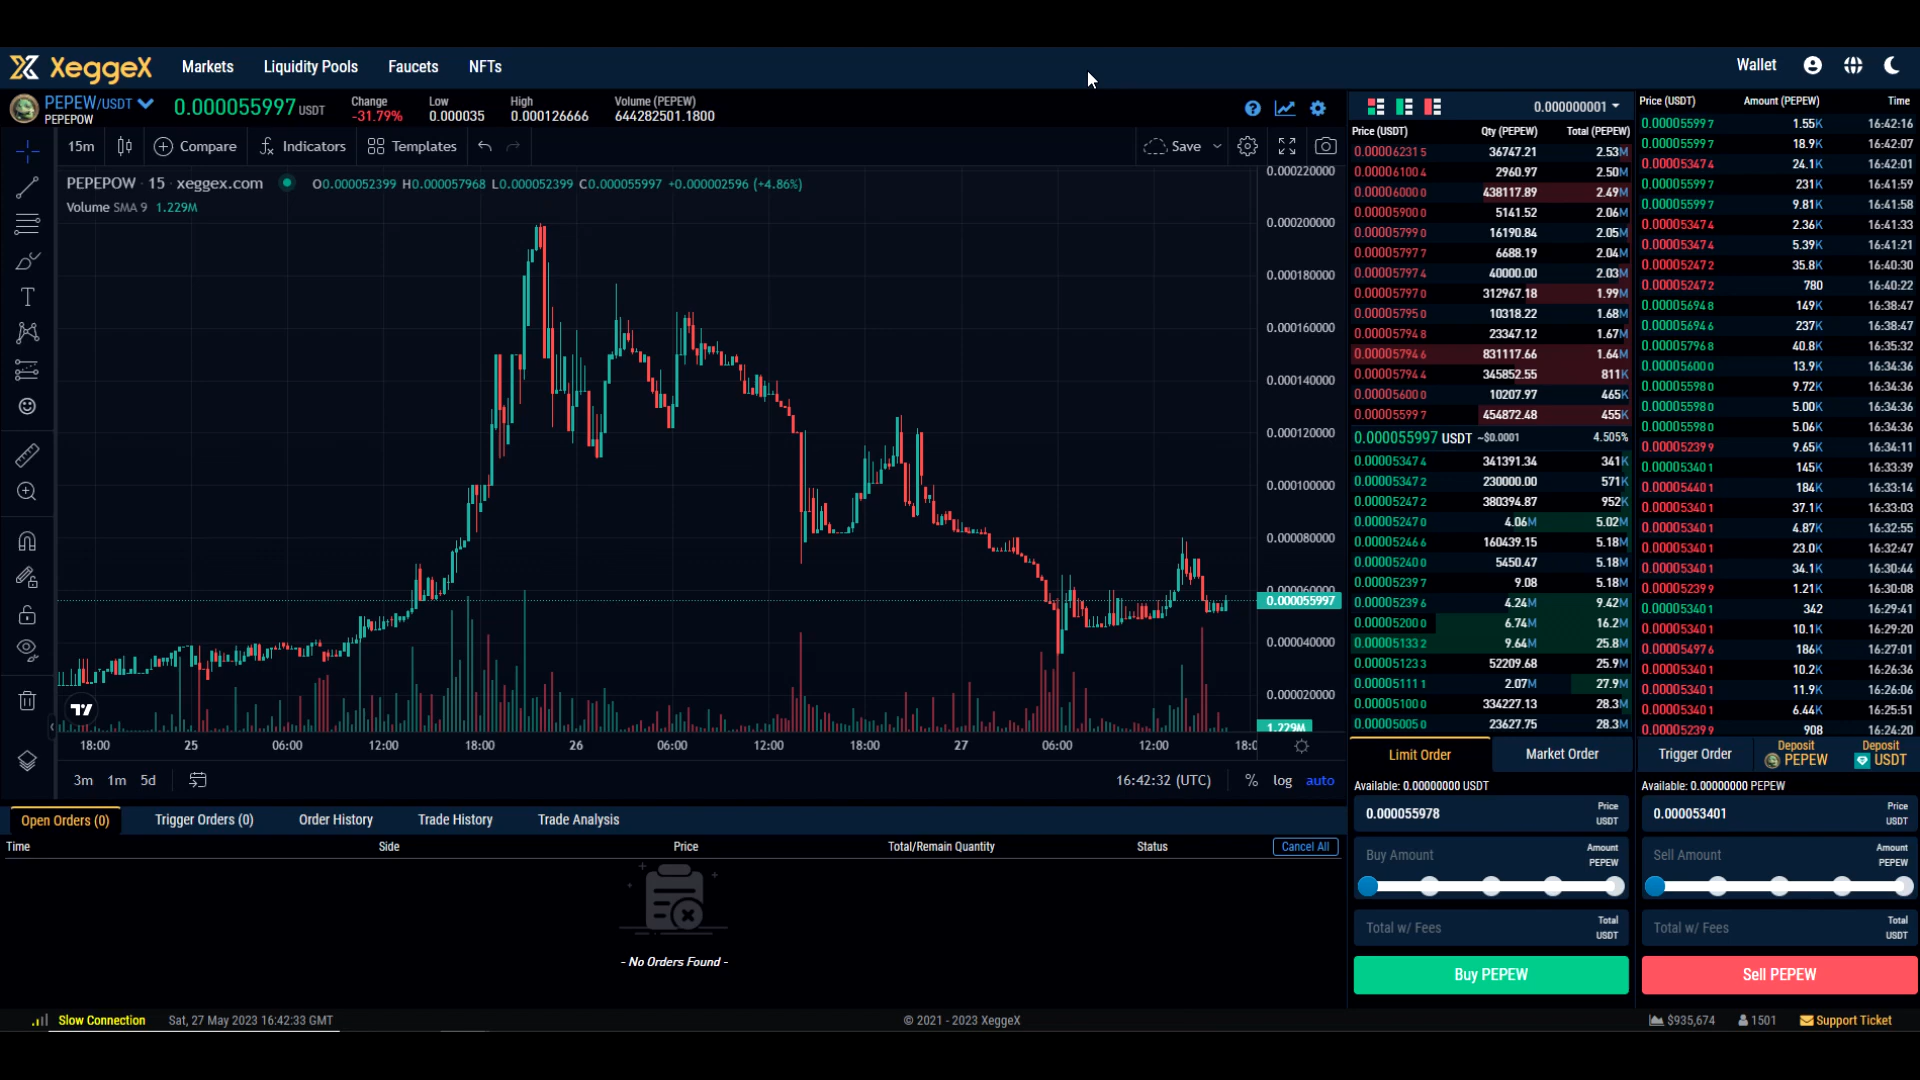 XeggeX Markets Liquidity Pools Faucets NFTs Wallet
PEPEW/USDT
PEPEPOW
0.000055997 USDT
Change
-31.79%
Low
0.000035
High
0.000126666
Volume (PEPEW)
644282501.1800
15m Compare Indicators Templates Save
PEPEPOW · 15 · xeggex.com O0.000052399 H0.000057968 L0.000052399 C0.000055997 +0.000002596 (+4.86%)
Volume SMA 9 1.229M
0.000220000
0.000200000
0.000180000
0.000160000
0.000140000
0.000120000
0.000100000
0.000080000
0.000060000
0.000055997
0.000040000
0.000020000
1.229M
18:00 25 06:00 12:00 18:00 26 06:00 12:00 18:00 27 06:00 12:00 18:0
3m 1m 5d 16:42:32 (UTC) % log auto
Open Orders (0) Trigger Orders (0) Order History Trade History Trade Analysis
Time Side Price Total/Remain Quantity Status Cancel All
- No Orders Found -
0.000000001
Price (USDT) Qty (PEPEW) Total (PEPEW)
0.000062315 36747.21 2.53M
0.000061004 2960.97 2.50M
0.000060000 438117.89 2.49M
0.000059000 5141.52 2.06M
0.000057990 16190.84 2.05M
0.000057977 6688.19 2.04M
0.000057974 40000.00 2.03M
0.000057970 312967.18 1.99M
0.000057950 10318.22 1.68M
0.000057948 23347.12 1.67M
0.000057946 831117.66 1.64M
0.000057944 345852.55 811K
0.000056000 10207.97 465K
0.000055997 454872.48 455K
0.000055997 USDT ~$0.0001 4.505%
0.000053474 341391.34 341K
0.000053472 230000.00 571K
0.000052472 380394.87 952K
0.000052470 4.06M 5.02M
0.000052466 160439.15 5.18M
0.000052400 5450.47 5.18M
0.000052397 9.08 5.18M
0.000052396 4.24M 9.42M
0.000052000 6.74M 16.2M
0.000051332 9.64M 25.8M
0.000051233 52209.68 25.9M
0.000051111 2.07M 27.9M
0.000051000 334227.13 28.3M
0.000050050 23627.75 28.3M
Price (USDT) Amount (PEPEW) Time
0.000055997 1.55K 16:42:16
0.000055997 18.9K 16:42:07
0.000053474 24.1K 16:42:01
0.000055997 231K 16:41:59
0.000055997 9.81K 16:41:58
0.000053474 2.36K 16:41:33
0.000053474 5.39K 16:41:21
0.000052472 35.8K 16:40:30
0.000052472 780 16:40:22
0.000056948 149K 16:38:47
0.000056946 237K 16:38:47
0.000057968 40.8K 16:35:32
0.000056000 13.9K 16:34:36
0.000055980 9.72K 16:34:36
0.000055980 5.00K 16:34:36
0.000055980 5.06K 16:34:36
0.000052399 9.65K 16:34:11
0.000053401 145K 16:33:39
0.000054401 184K 16:33:14
0.000053401 37.1K 16:33:03
0.000053401 4.87K 16:32:55
0.000053401 23.0K 16:32:47
0.000053401 34.1K 16:30:44
0.000052399 1.21K 16:30:08
0.000053401 342 16:29:41
0.000053401 10.1K 16:29:20
0.000054976 186K 16:27:01
0.000053401 10.2K 16:26:36
0.000053401 11.9K 16:26:06
0.000053401 6.44K 16:25:51
0.000052399 908 16:24:20
Limit Order Market Order Trigger Order Deposit PEPEW Deposit USDT
Available: 0.00000000 USDT
0.000055978 Price USDT
Buy Amount Amount PEPEW
Total w/ Fees Total USDT
Buy PEPEW
Available: 0.00000000 PEPEW
0.000053401 Price USDT
Sell Amount Amount PEPEW
Total w/ Fees Total USDT
Sell PEPEW
Slow Connection Sat, 27 May 2023 16:42:33 GMT © 2021 - 2023 XeggeX $935,674 1501 Support Ticket